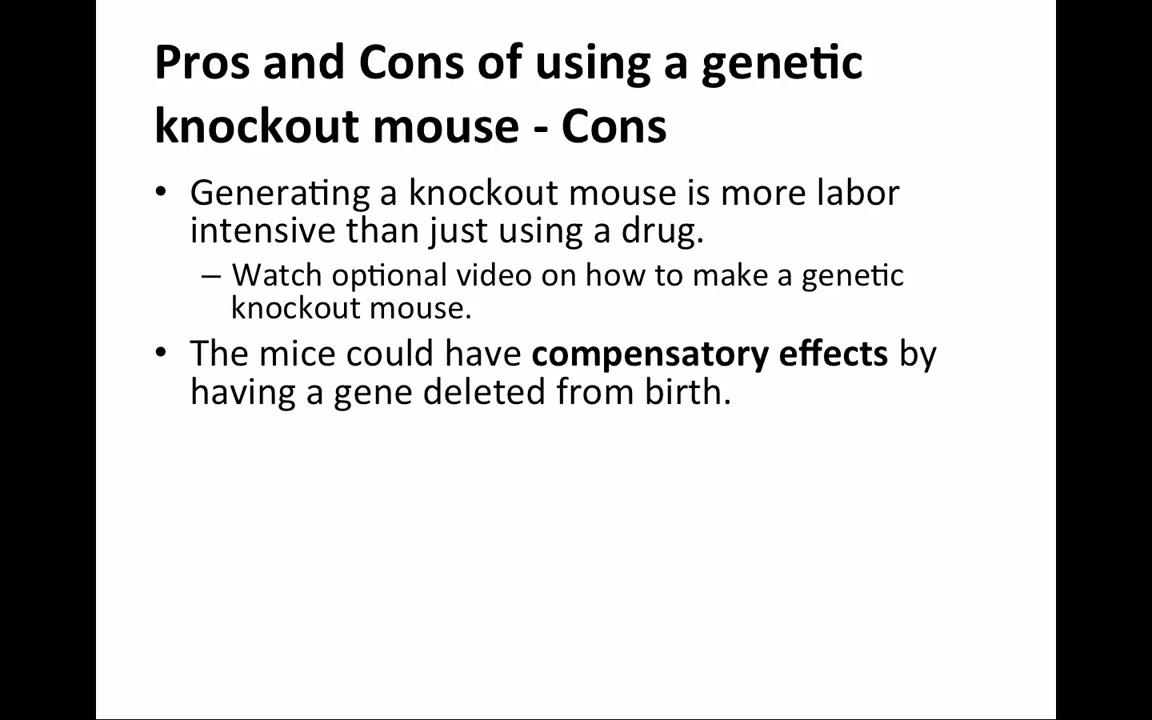 Pros and Cons of using a genetic
knockout mouse - Cons
• Generating a knockout mouse is more labor
intensive than just using a drug.
– Watch optional video on how to make a genetic
knockout mouse.
• The mice could have compensatory effects by
having a gene deleted from birth.